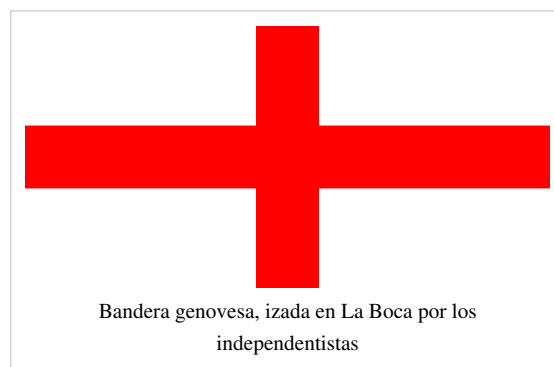 Bandera genovesa, izada en La Boca por los
independentistas